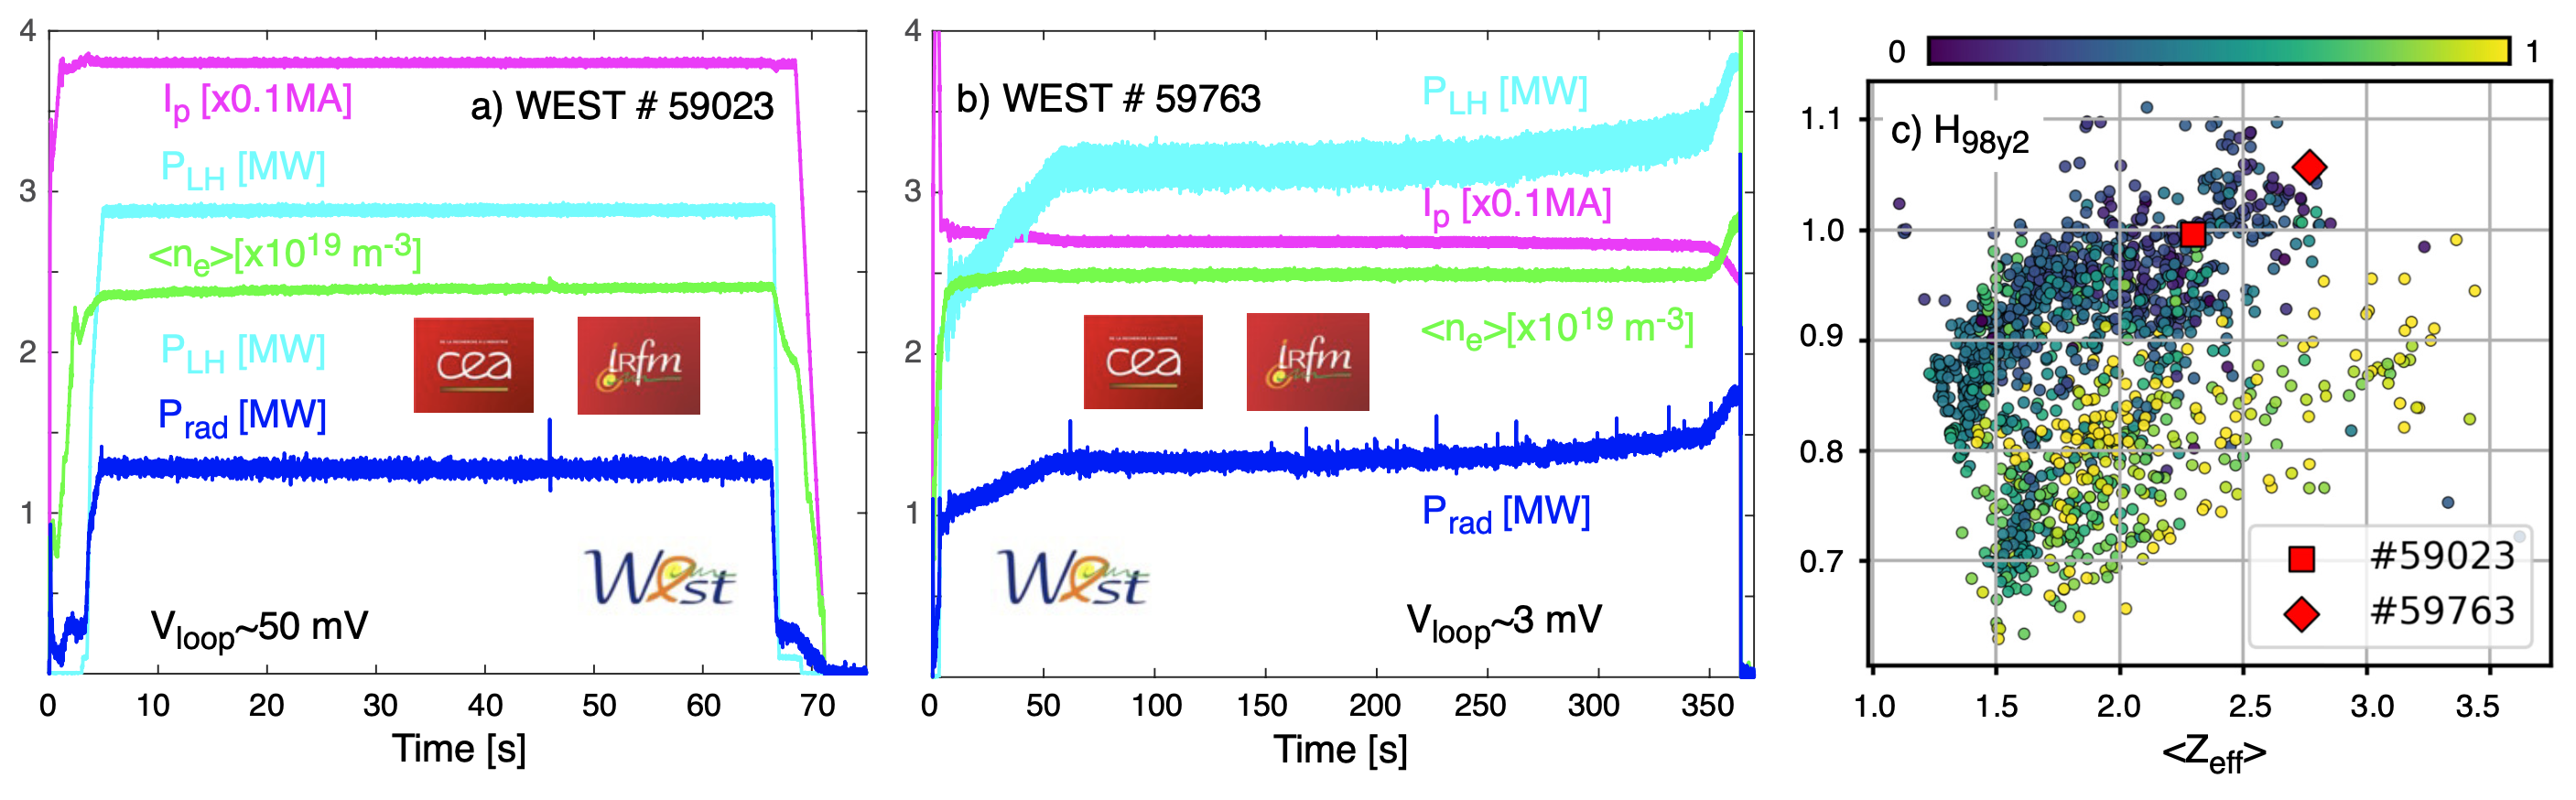 4
3
2
1
I_p [x0.1MA]
a) WEST # 59023
P_LH [MW]
<n_e>[x10^19 m^-3]
P_LH [MW]
cea
iRfm
P_rad [MW]
West
V_loop~50 mV
0 10 20 30 40 50 60 70
Time [s]
4
3
2
1
b) WEST # 59763
P_LH [MW]
I_p [x0.1MA]
<n_e>[x10^19 m^-3]
cea
iRfm
P_rad [MW]
West
V_loop~3 mV
0 50 100 150 200 250 300 350
Time [s]
0 1
c) H_98y2
1.1
1.0
0.9
0.8
0.7
#59023
#59763
1.0 1.5 2.0 2.5 3.0 3.5
<Z_eff>